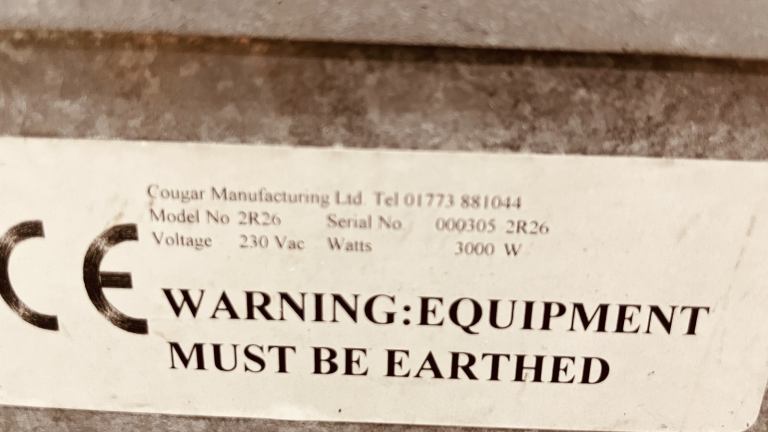 Cougar Manufacturing Ltd. Tel 01773 881044
Model No 2R26 Serial No 000305 2R26
Voltage 230 Vac Watts 3000 W
CE
WARNING:EQUIPMENT
MUST BE EARTHED